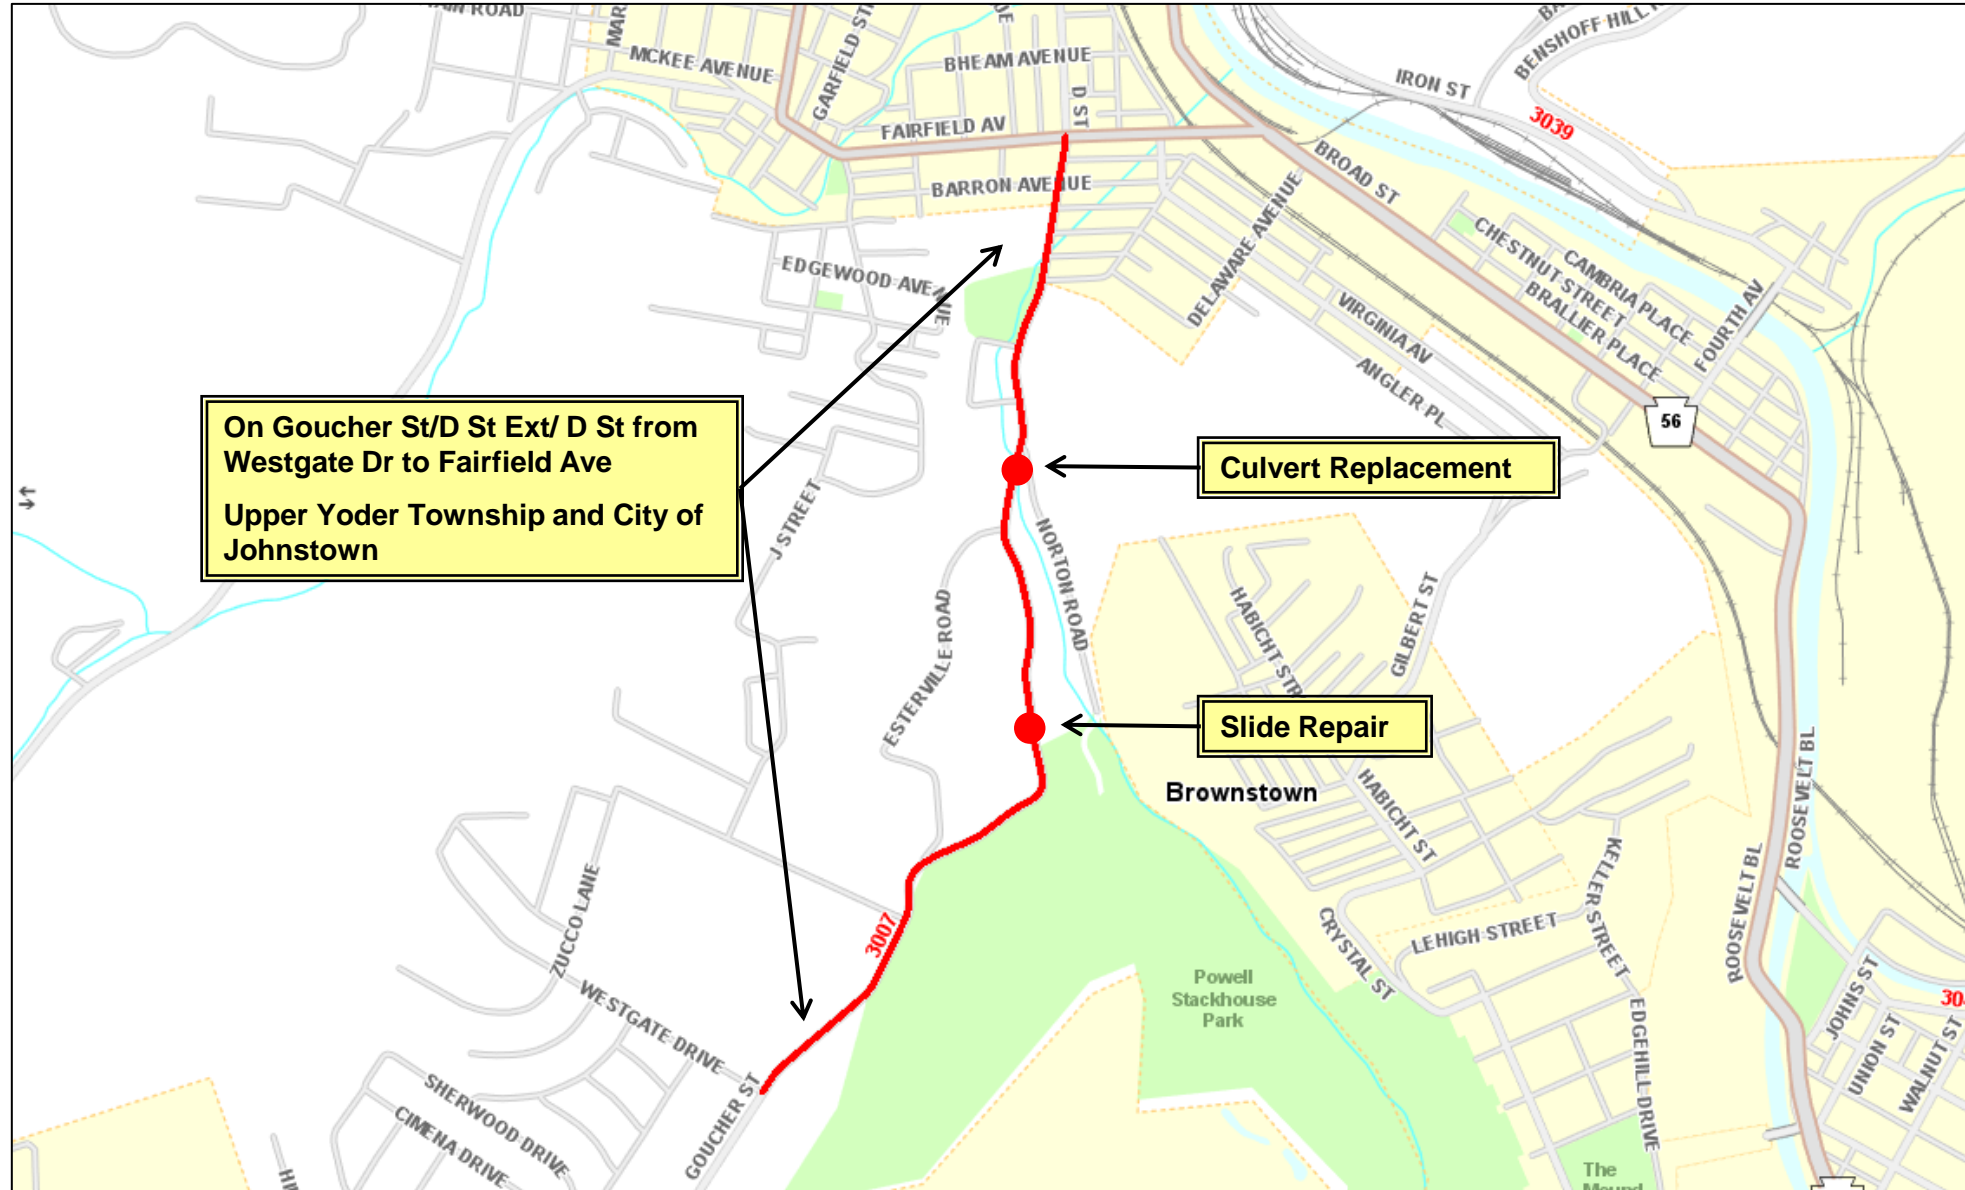 MCKEE AVENUE
GARFIELD ST
BHEAM AVENUE
D ST
FAIRFIELD AV
BARRON AVENUE
IRON ST
BENSHOFF HILL
3039
BROAD ST
DELAWARE AVENUE
EDGEWOOD AVENUE
CHESTNUT STREET
CAMBRIA PLACE
BRALLIER PLACE
FOURTH AV
VIRGINIA AV
ANGLER PL
56
On Goucher St/D St Ext/ D St from
Westgate Dr to Fairfield Ave
Upper Yoder Township and City of
Johnstown
Culvert Replacement
J STREET
NORTON ROAD
ESTERVILLE ROAD
HABICHT STR
GILBERT ST
Slide Repair
Brownstown
HABICHT ST
ROOSEVELT BL
ROOSEVELT BL
KELLER STREET
LEHIGH STREET
CRYSTAL ST
ZUCCO LANE
3007
WESTGATE DRIVE
Powell
Stackhouse
Park
EDGEHILL DRIVE
JOHNS ST
UNION ST
WALNUT ST
SHERWOOD DRIVE
CIMENA DRIVE
GOUCHER ST
The